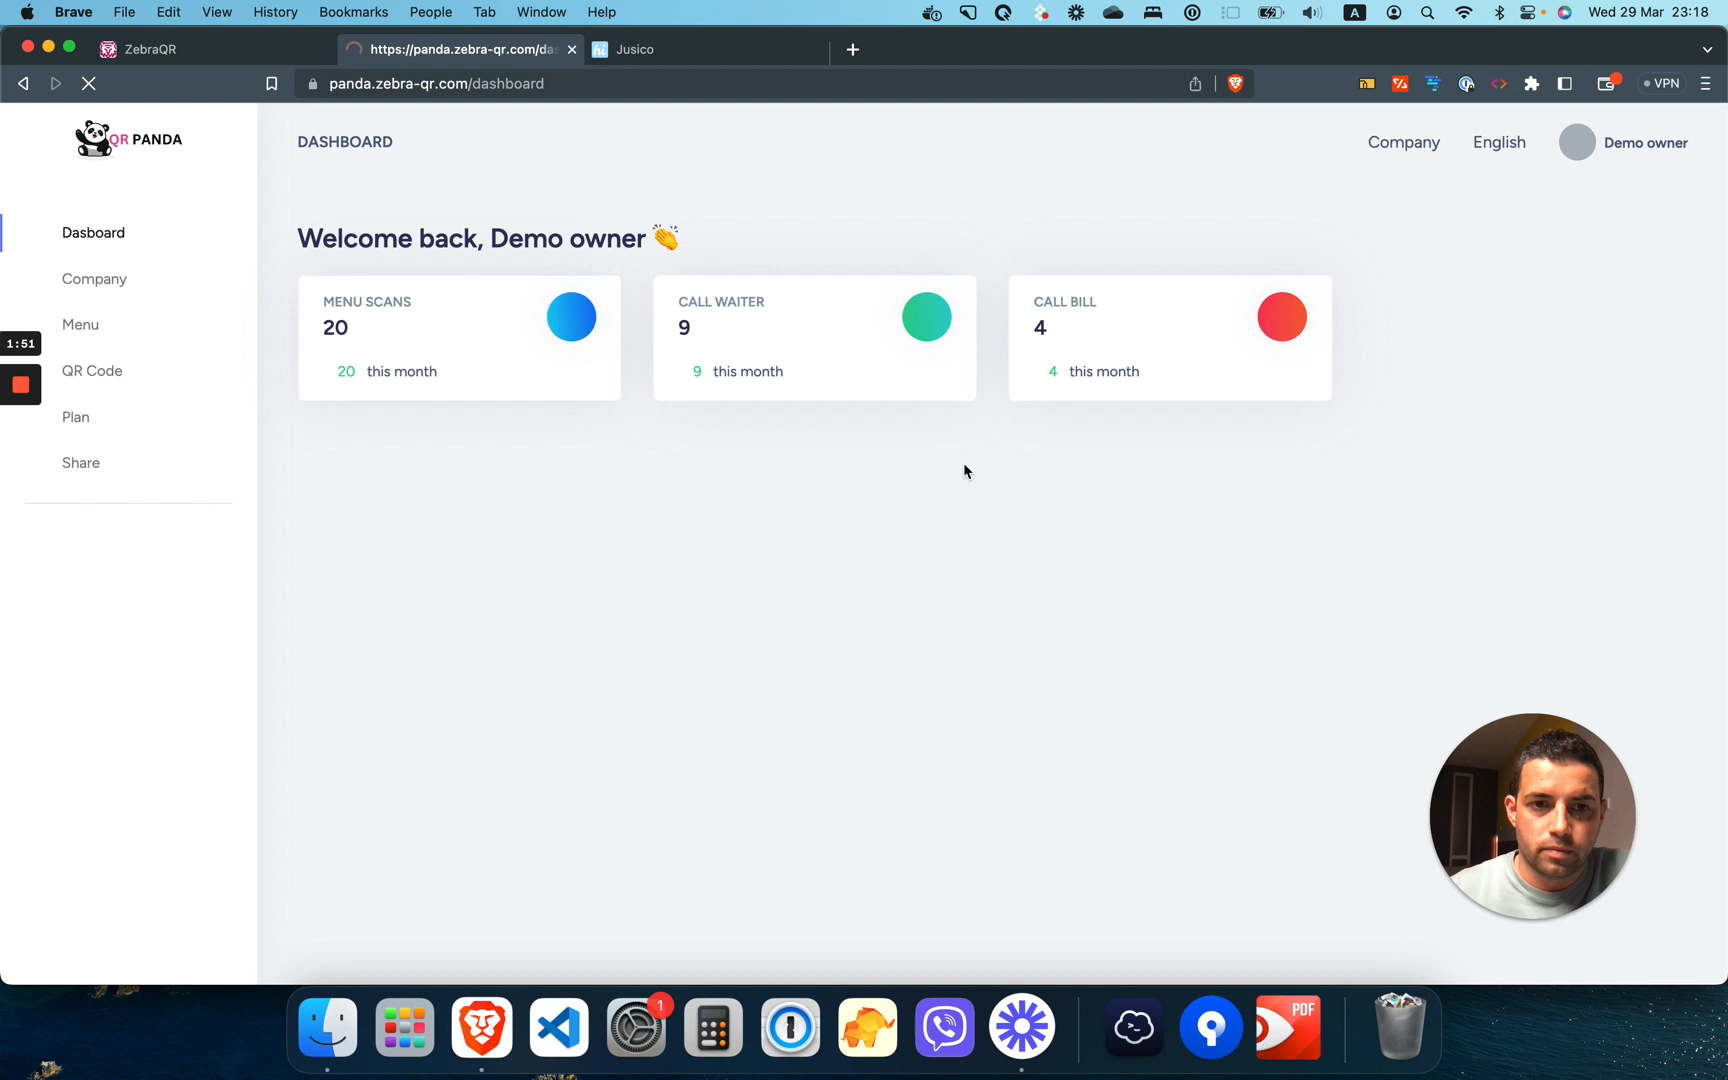 Brave File Edit View History Bookmarks People Tab Window Help
A Wed 29 Mar 23:18
ZebraQR
https://panda.zebra-qr.com/das
Jusico
panda.zebra-qr.com/dashboard
VPN
QR PANDA
DASHBOARD
Company English Demo owner
Dasboard
Company
Menu
QR Code
Plan
Share
1:51
Welcome back, Demo owner 👏
MENU SCANS
20
20 this month
CALL WAITER
9
9 this month
CALL BILL
4
4 this month
1
PDF